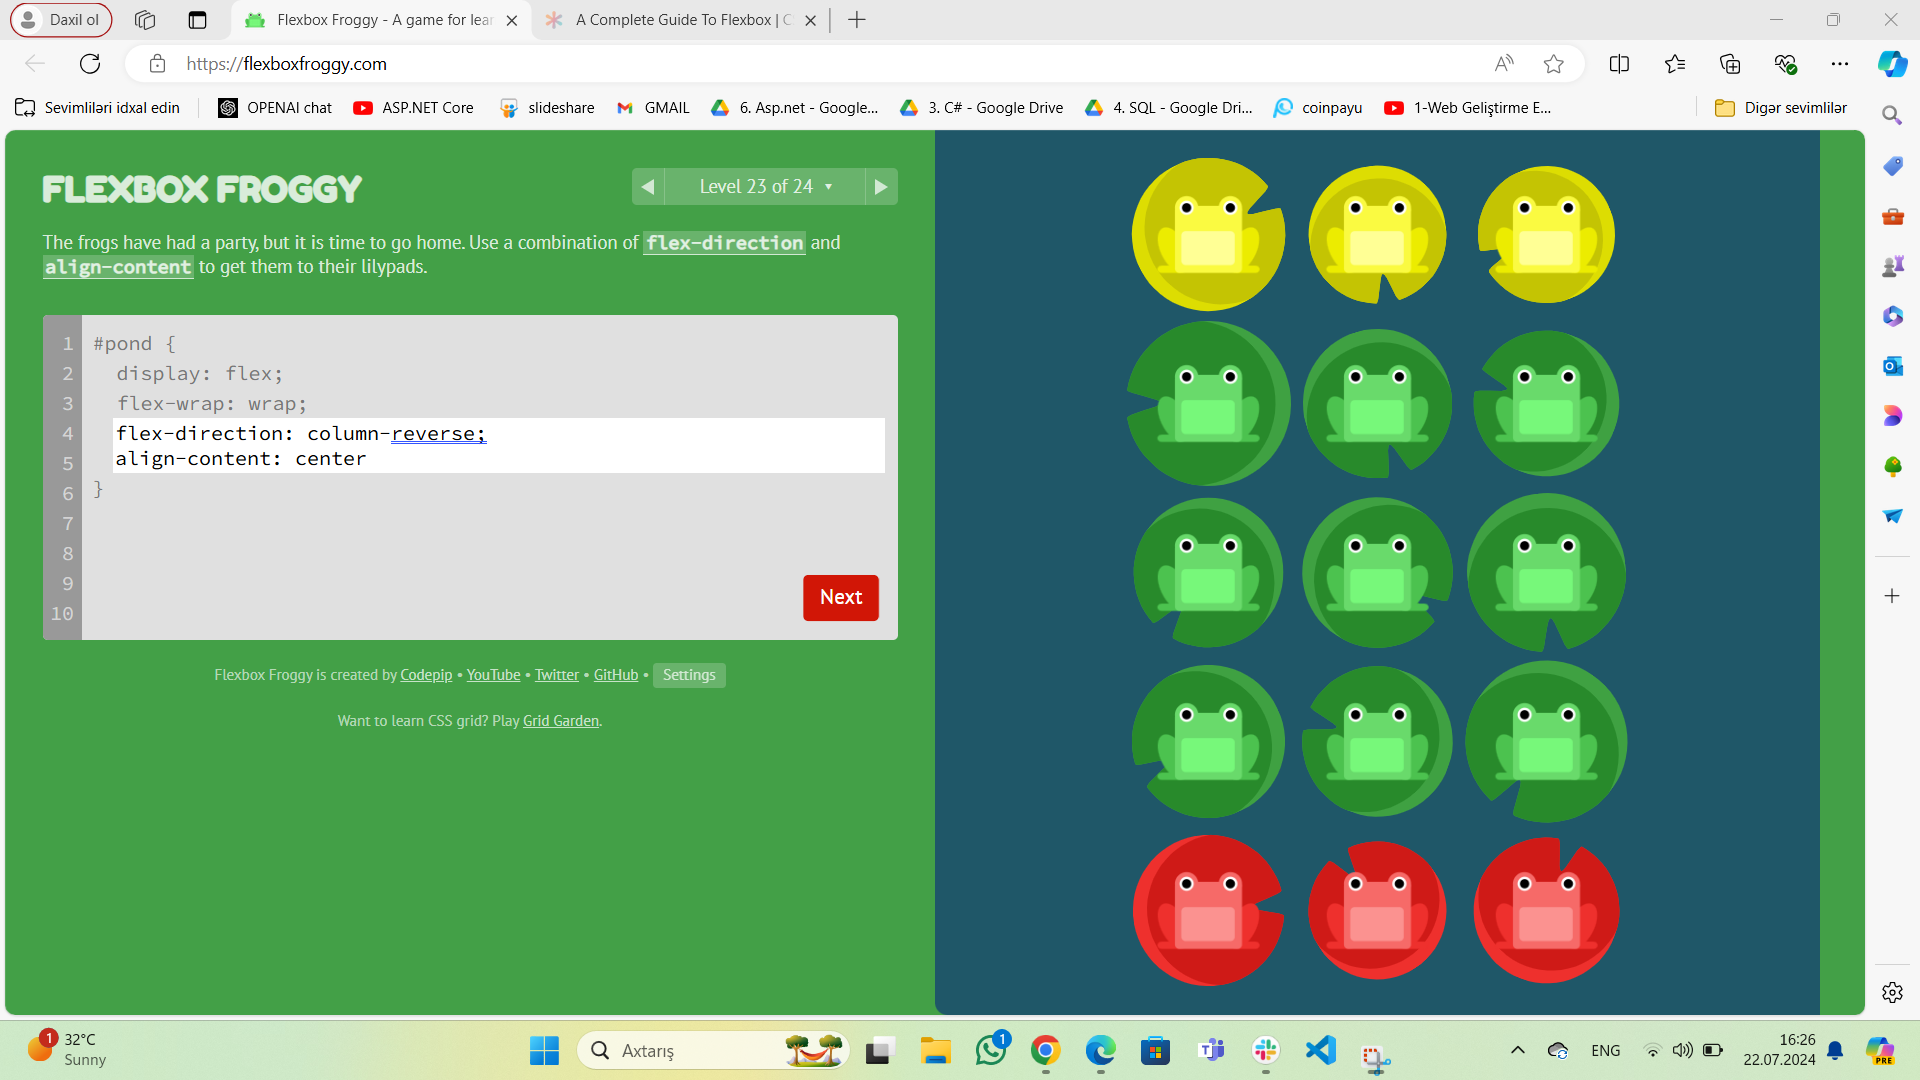 Daxil ol
Flexbox Froggy - A game for lear
A Complete Guide To Flexbox | C
https://flexboxfroggy.com
Sevimliləri idxal edin
OPENAI chat
ASP.NET Core
slideshare
GMAIL
6. Asp.net - Google...
3. C# - Google Drive
4. SQL - Google Dri...
coinpayu
1-Web Geliştirme E...
Digər sevimlilər
FLEXBOX FROGGY
Level 23 of 24
The frogs have had a party, but it is time to go home. Use a combination of flex-direction and
align-content to get them to their lilypads.
1 #pond {
2 display: flex;
3 flex-wrap: wrap;
4 flex-direction: column-reverse;
5 align-content: center
6 }
7
8
9
10
Next
Flexbox Froggy is created by Codepip • YouTube • Twitter • GitHub • Settings
Want to learn CSS grid? Play Grid Garden.
1
32°C
Sunny
Axtarış
1
ENG
16:26
22.07.2024
PRE